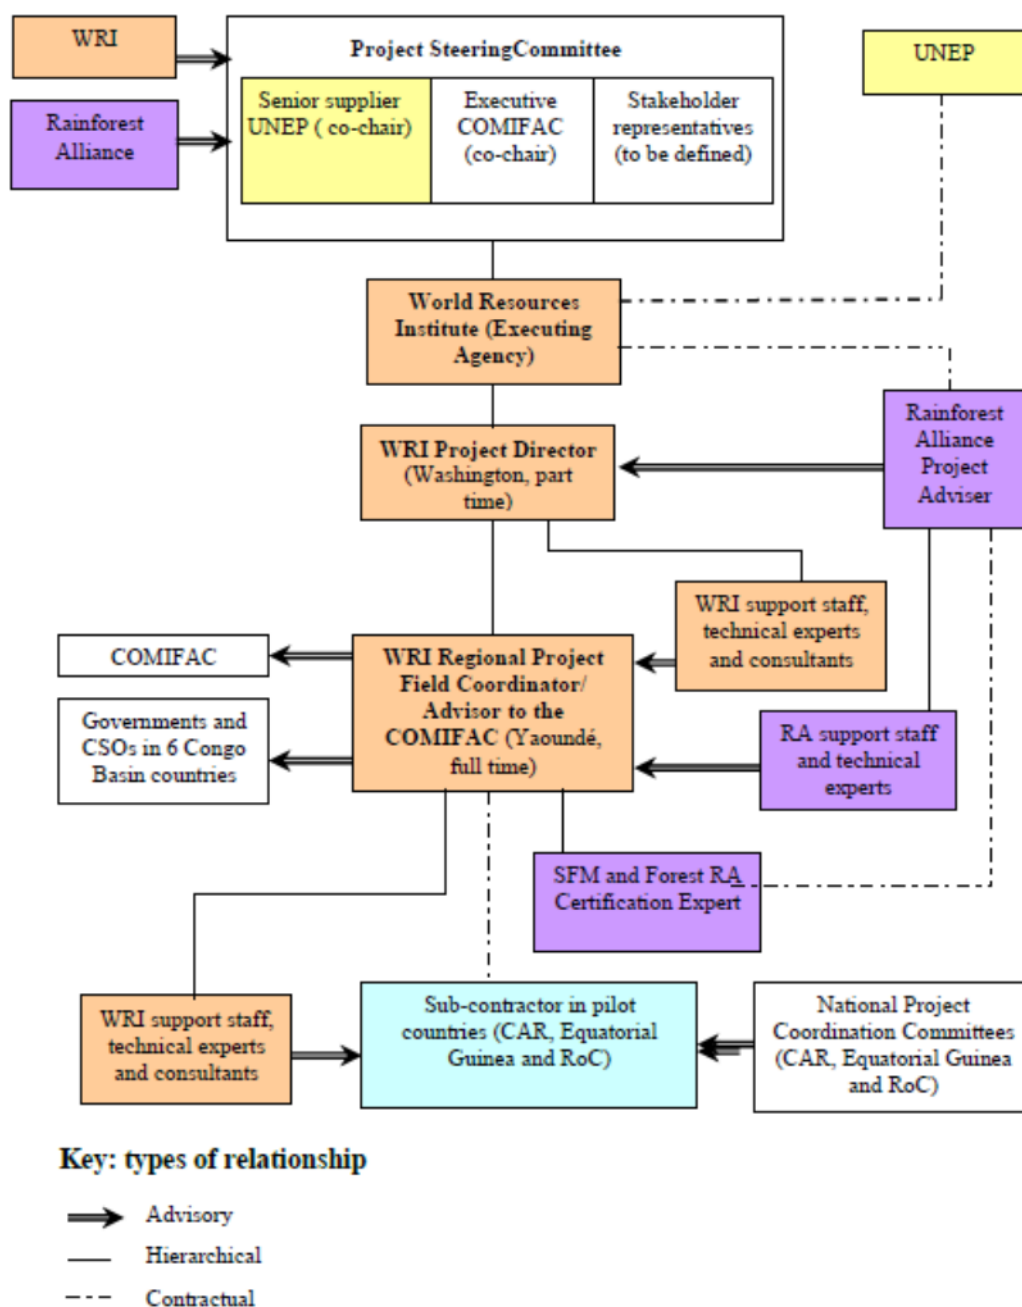 WRI
Project SteeringCommittee
UNEP
Rainforest
Alliance
Senior supplier
UNEP ( co-chair)
Executive
COMIFAC
(co-chair)
Stakeholder
representatives
(to be defined)
World Resources
Institute (Executing
Agency)
Rainforest
Alliance
Project
Adviser
WRI Project Director
(Washington, part
time)
WRI support staff,
technical experts
and consultants
COMIFAC
WRI Regional Project
Field Coordinator/
Advisor to the
COMIFAC (Yaoundé,
full time)
Governments and
CSOs in 6 Congo
Basin countries
RA support staff
and technical
experts
SFM and Forest RA
Certification Expert
WRI support staff,
technical experts
and consultants
Sub-contractor in pilot
countries (CAR, Equatorial
Guinea and RoC)
National Project
Coordination Committees
(CAR, Equatorial Guinea
and RoC)
Key: types of relationship
Advisory
Hierarchical
Contractual